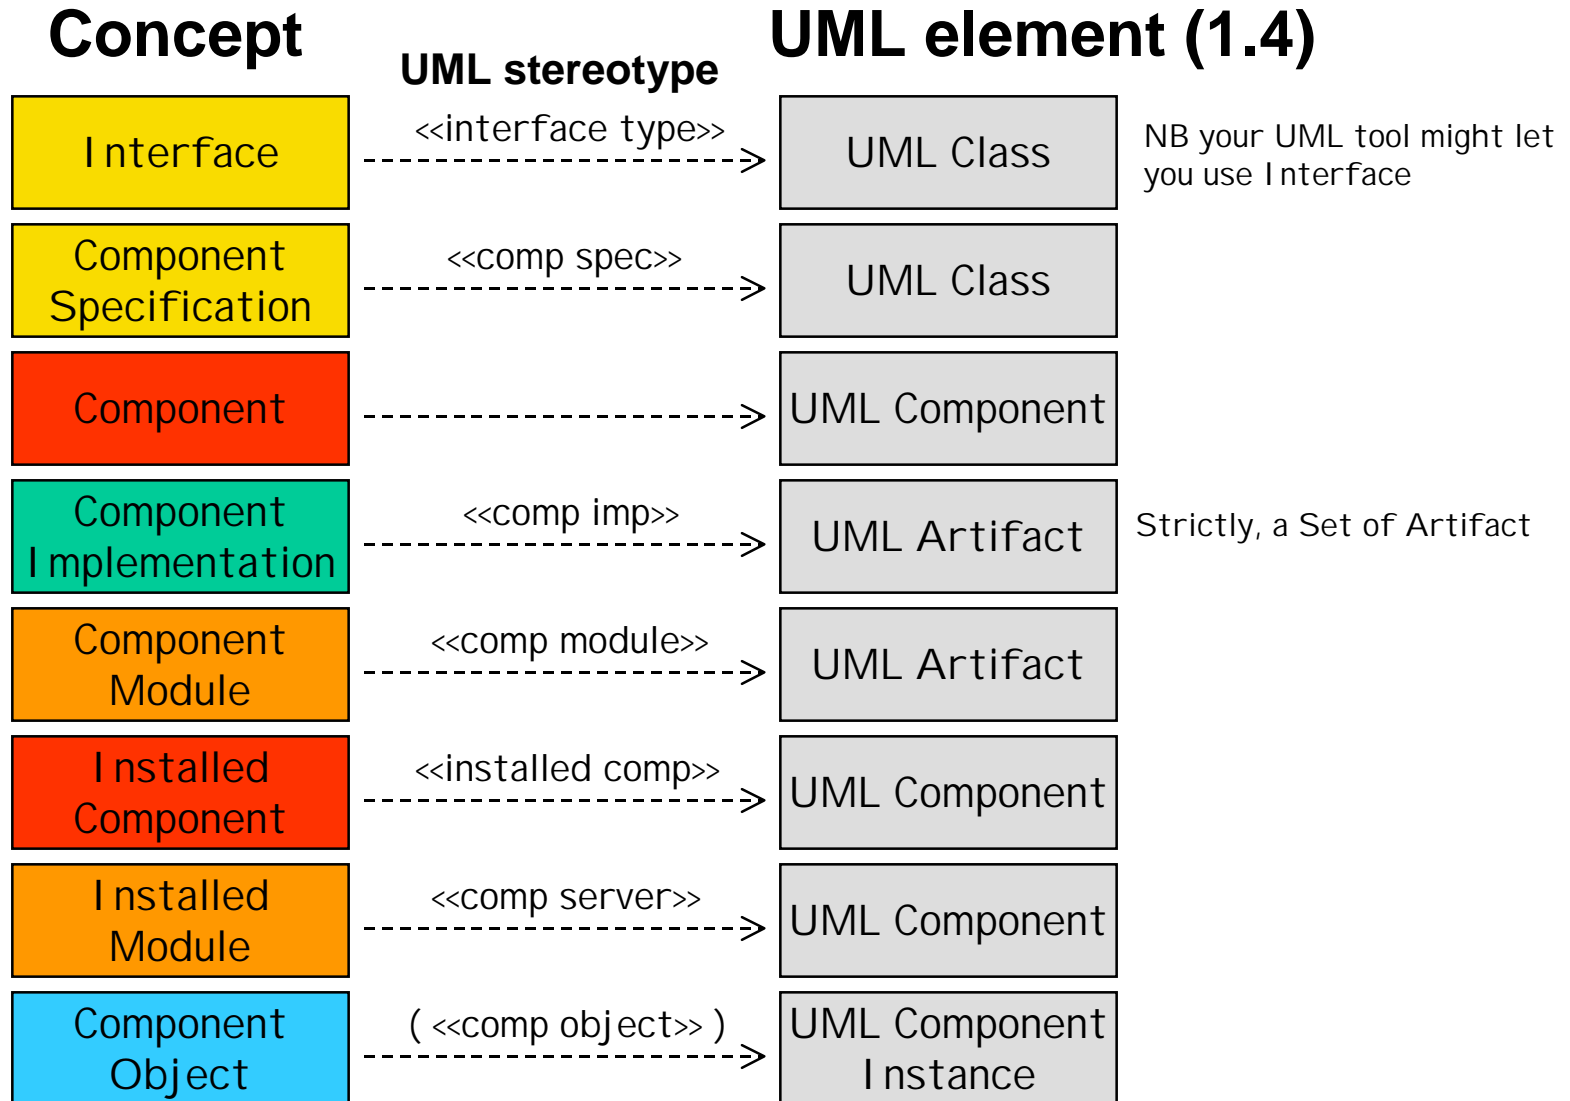 Concept
UML stereotype
UML element (1.4)
Interface
<<interface type>>
UML Class
NB your UML tool might let
you use Interface
Component
Specification
<<comp spec>>
UML Class
Component
UML Component
Component
Implementation
<<comp imp>>
UML Artifact
Strictly, a Set of Artifact
Component
Module
<<comp module>>
UML Artifact
Installed
Component
<<installed comp>>
UML Component
Installed
Module
<<comp server>>
UML Component
Component
Object
( <<comp object>> )
UML Component
Instance